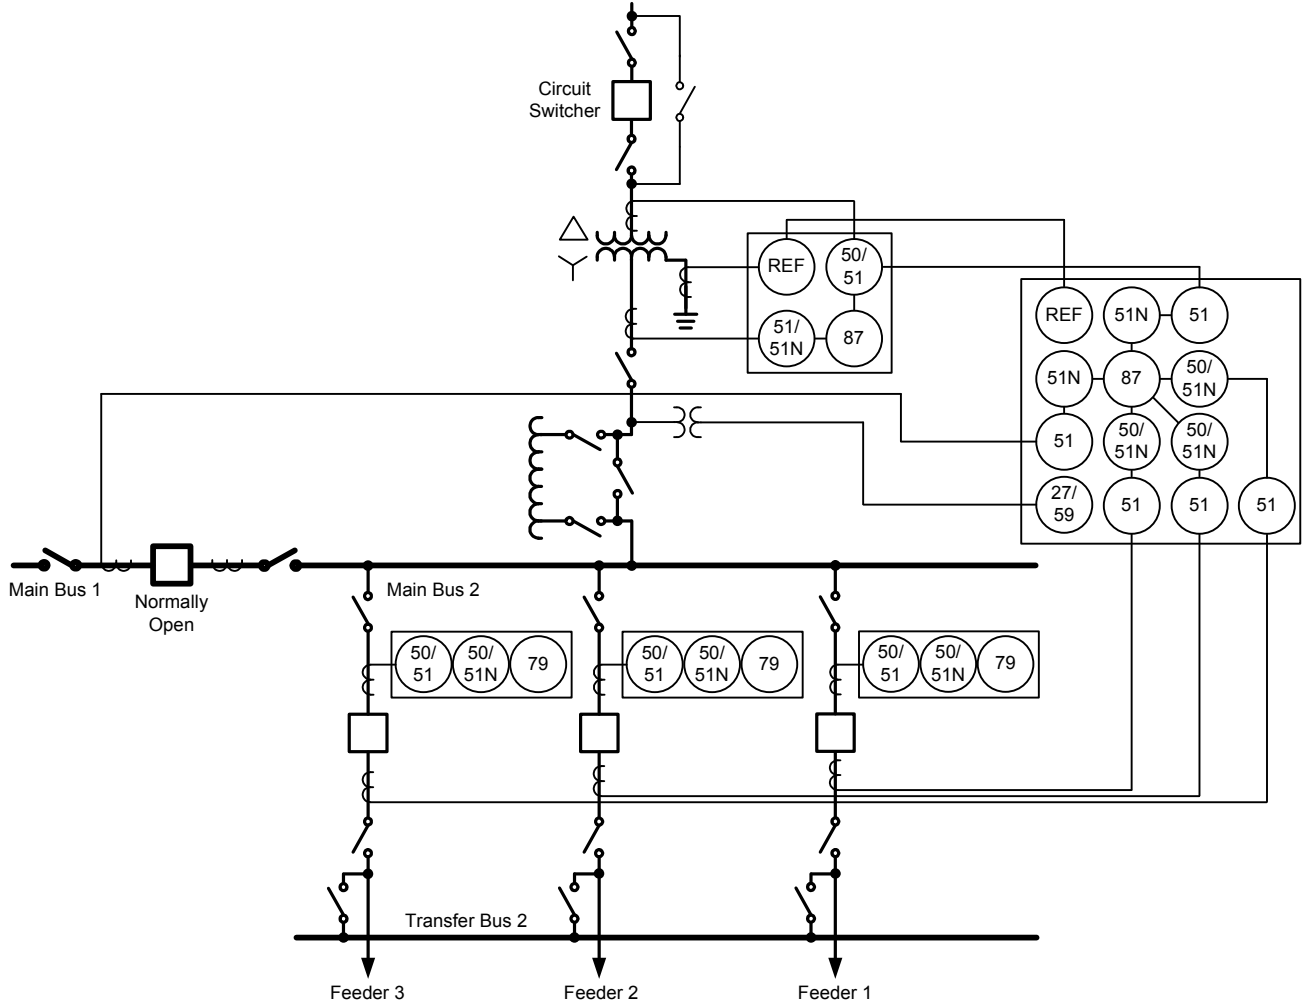 Circuit
Switcher
REF
50/
51
51/
51N
87
REF
51N
51
51N
87
50/
51N
51
50/
51N
50/
51N
27/
59
51
51
51
Main Bus 1
Normally
Open
Main Bus 2
50/
51
50/
51N
79
50/
51
50/
51N
79
50/
51
50/
51N
79
Transfer Bus 2
Feeder 3
Feeder 2
Feeder 1